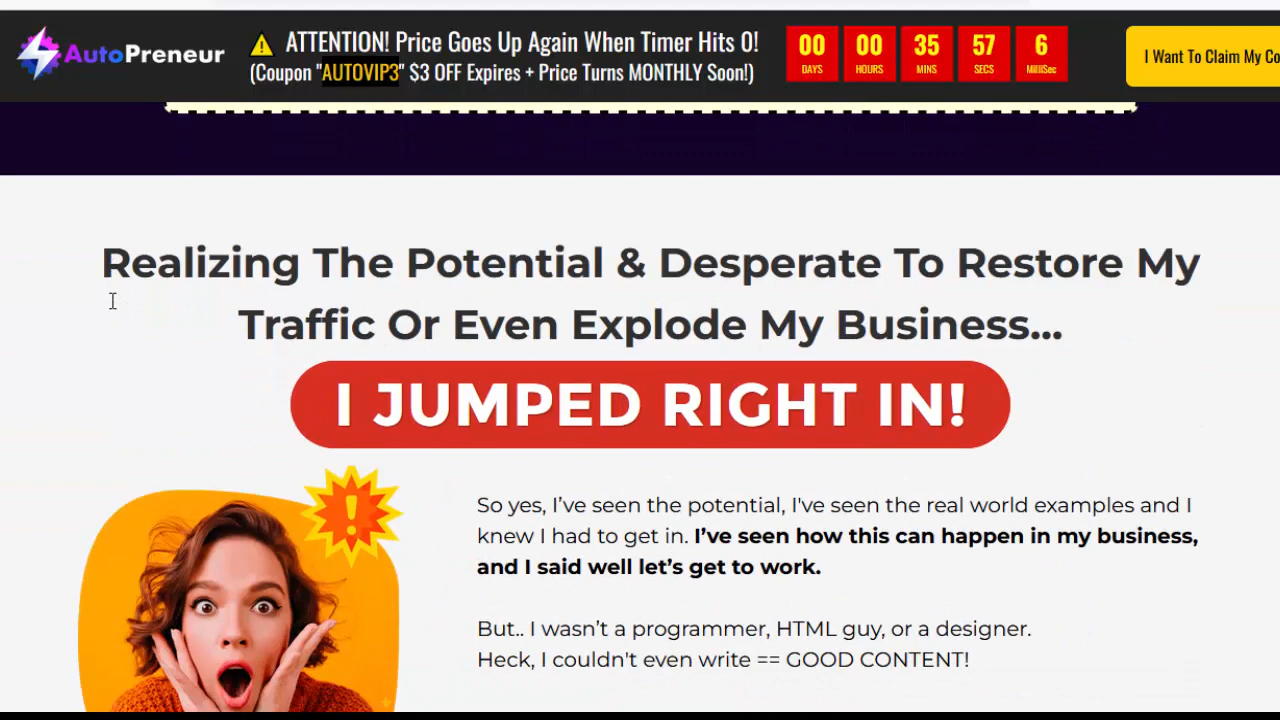 AutoPreneur
ATTENTION! Price Goes Up Again When Timer Hits 0!
(Coupon "AUTOVIP3" $3 OFF Expires + Price Turns MONTHLY Soon!)
00 00 35 57 6
DAYS HOURS MINS SECS MilliSec
I Want To Claim My Co
Realizing The Potential & Desperate To Restore My
Traffic Or Even Explode My Business...
I JUMPED RIGHT IN!
So yes, I’ve seen the potential, I've seen the real world examples and I
knew I had to get in. I’ve seen how this can happen in my business,
and I said well let’s get to work.
But.. I wasn’t a programmer, HTML guy, or a designer.
Heck, I couldn't even write == GOOD CONTENT!